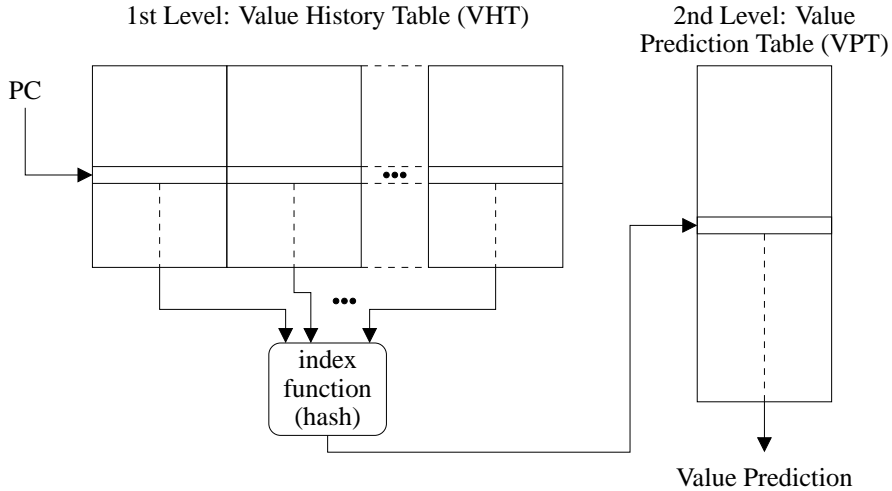 1st Level: Value History Table (VHT)
2nd Level: Value
Prediction Table (VPT)
PC
index
function
(hash)
Value Prediction